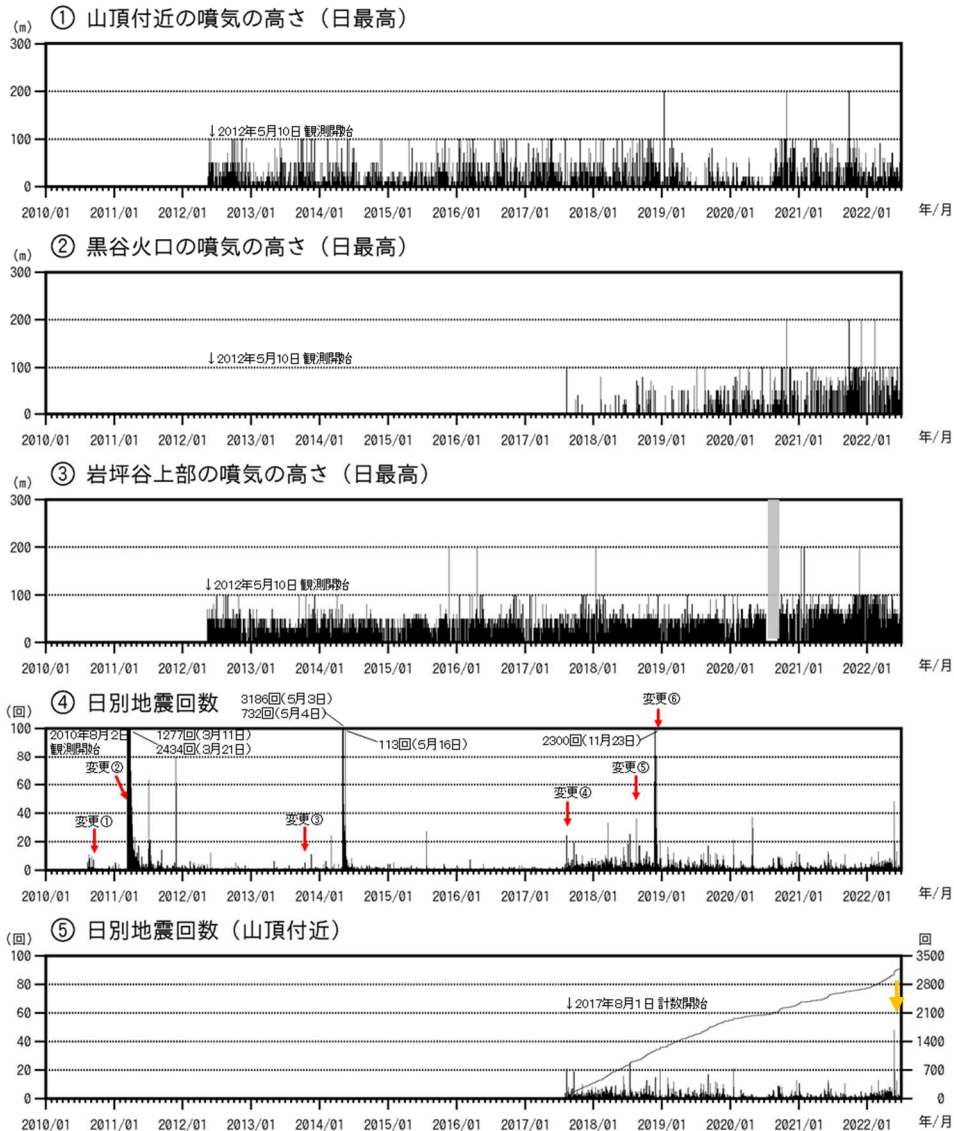 ① 山頂付近の噴気の高さ（日最高）
(m)
300
200
100
0
↓2012年5月10日 観測開始
2010/01 2011/01 2012/01 2013/01 2014/01 2015/01 2016/01 2017/01 2018/01 2019/01 2020/01 2021/01 2022/01 年/月
② 黒谷火口の噴気の高さ（日最高）
(m)
300
200
100
0
↓2012年5月10日 観測開始
2010/01 2011/01 2012/01 2013/01 2014/01 2015/01 2016/01 2017/01 2018/01 2019/01 2020/01 2021/01 2022/01 年/月
③ 岩坪谷上部の噴気の高さ（日最高）
(m)
300
200
100
0
↓2012年5月10日 観測開始
2010/01 2011/01 2012/01 2013/01 2014/01 2015/01 2016/01 2017/01 2018/01 2019/01 2020/01 2021/01 2022/01 年/月
④ 日別地震回数
(回)
100
80
60
40
20
0
2010年8月2日
観測開始
1277回(3月11日)
2434回(3月21日)
3186回(5月3日)
732回(5月4日)
113回(5月16日)
2300回(11月23日)
変更①
変更②
変更③
変更④
変更⑤
変更⑥
2010/01 2011/01 2012/01 2013/01 2014/01 2015/01 2016/01 2017/01 2018/01 2019/01 2020/01 2021/01 2022/01 年/月
⑤ 日別地震回数（山頂付近）
(回)
100
80
60
40
20
0
↓2017年8月1日 計数開始
回
3500
2800
2100
1400
700
0
2010/01 2011/01 2012/01 2013/01 2014/01 2015/01 2016/01 2017/01 2018/01 2019/01 2020/01 2021/01 2022/01 年/月